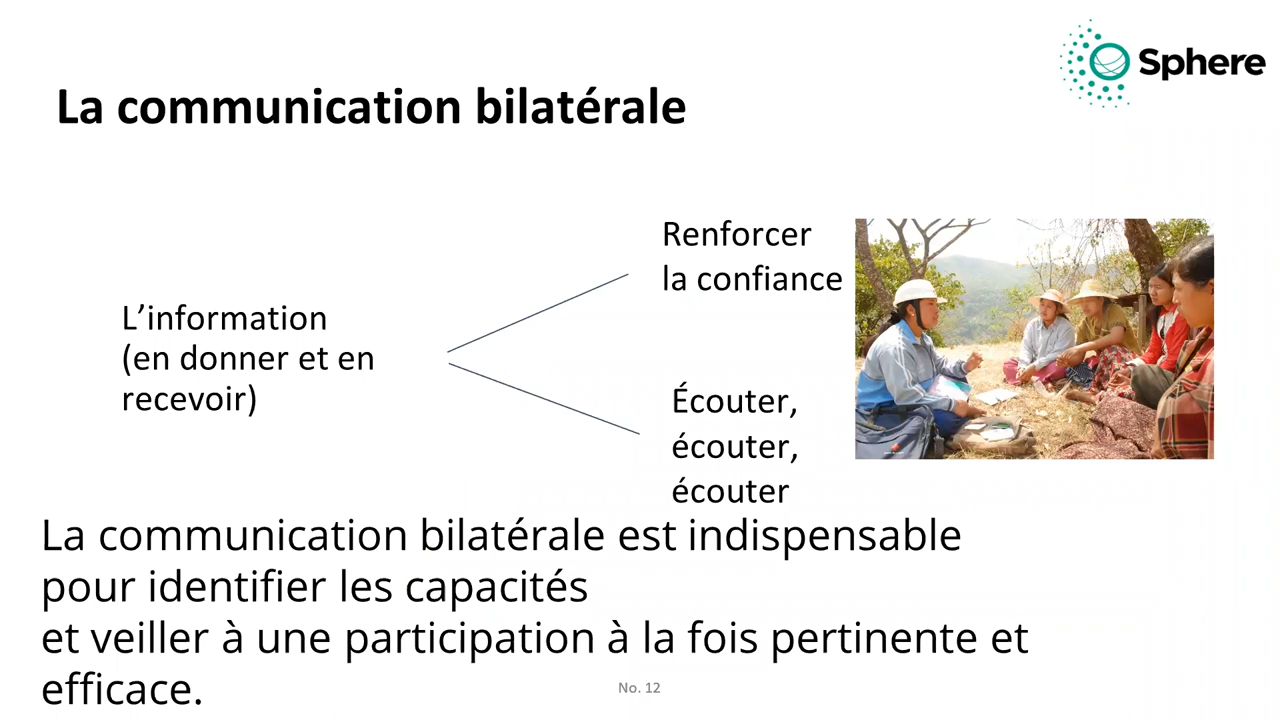 Sphere
La communication bilatérale
L’information
(en donner et en
recevoir)
Renforcer
la confiance
Écouter,
écouter,
écouter
La communication bilatérale est indispensable
pour identifier les capacités
et veiller à une participation à la fois pertinente et
efficace.
No. 12